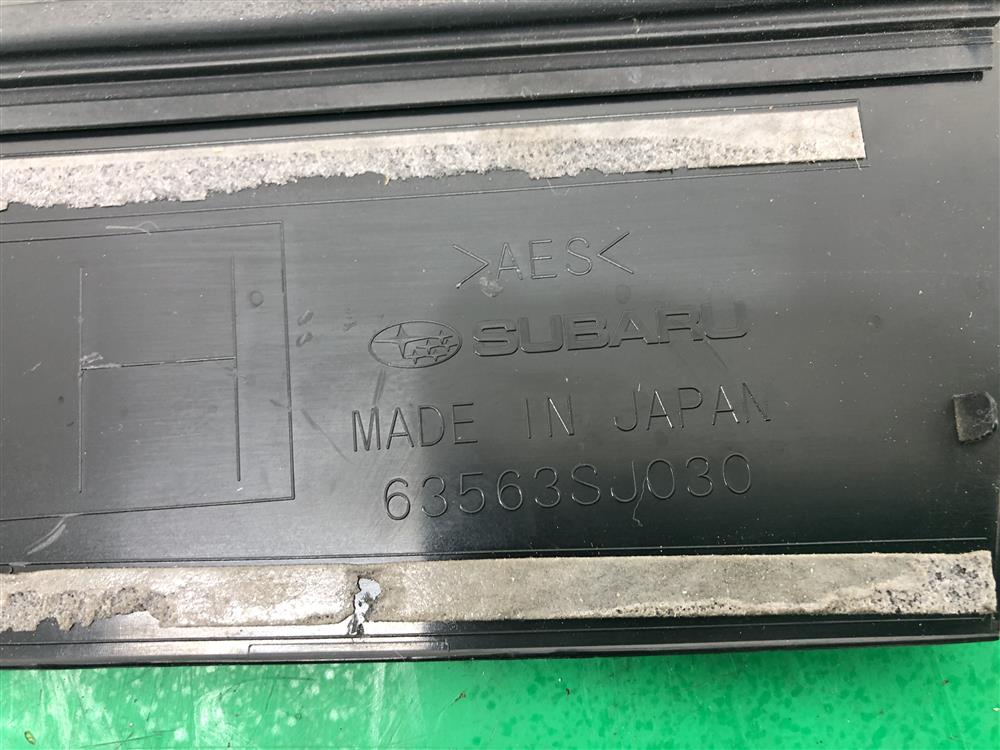 >AES<
SUBARU
MADE IN JAPAN
63563SJ030
H